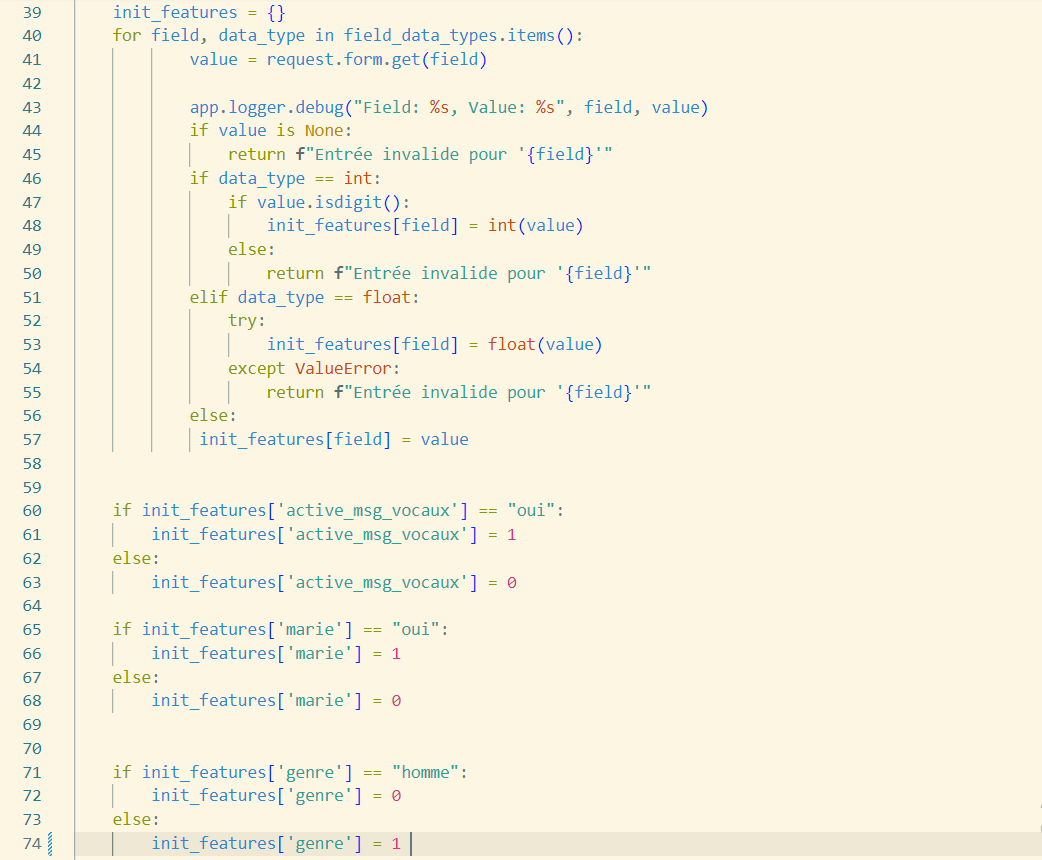 39 init_features = {}
40 for field, data_type in field_data_types.items():
41 value = request.form.get(field)
42
43 app.logger.debug("Field: %s, Value: %s", field, value)
44 if value is None:
45 return f"Entrée invalide pour '{field}'"
46 if data_type == int:
47 if value.isdigit():
48 init_features[field] = int(value)
49 else:
50 return f"Entrée invalide pour '{field}'"
51 elif data_type == float:
52 try:
53 init_features[field] = float(value)
54 except ValueError:
55 return f"Entrée invalide pour '{field}'"
56 else:
57 init_features[field] = value
58
59
60 if init_features['active_msg_vocaux'] == "oui":
61 init_features['active_msg_vocaux'] = 1
62 else:
63 init_features['active_msg_vocaux'] = 0
64
65 if init_features['marie'] == "oui":
66 init_features['marie'] = 1
67 else:
68 init_features['marie'] = 0
69
70
71 if init_features['genre'] == "homme":
72 init_features['genre'] = 0
73 else:
74 init_features['genre'] = 1